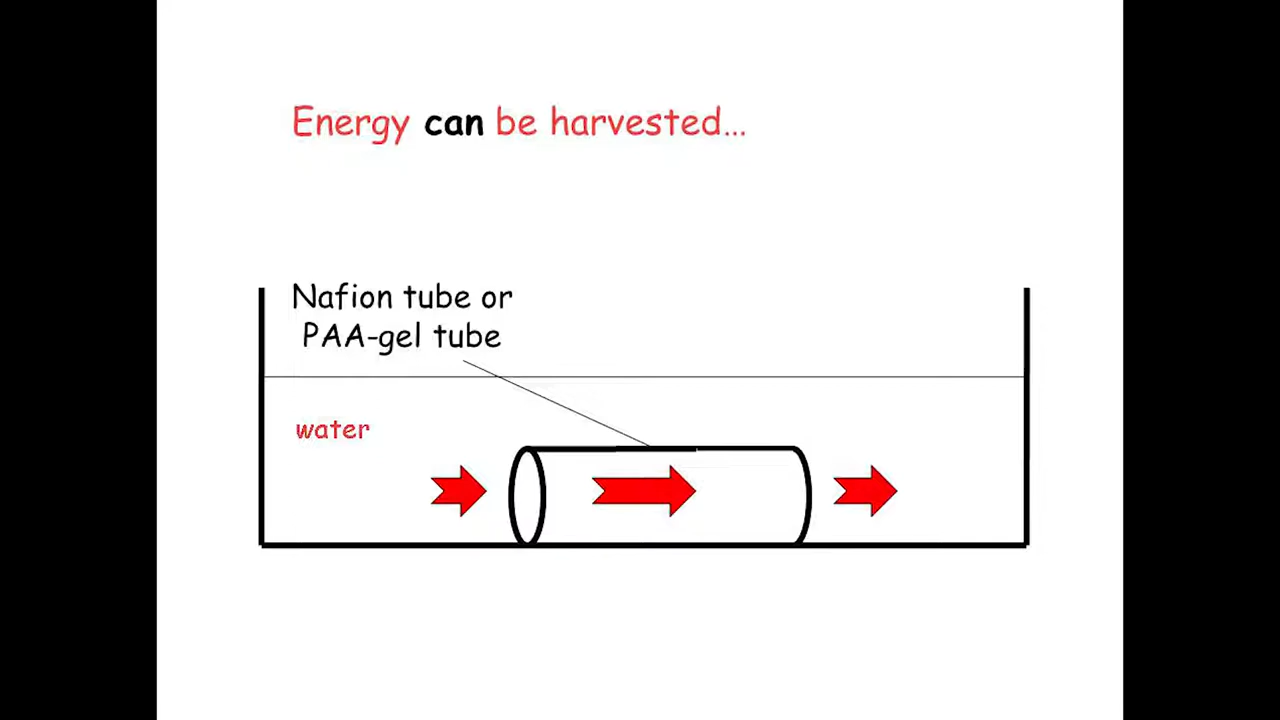 Energy can be harvested…
Nafion tube or
PAA-gel tube
water